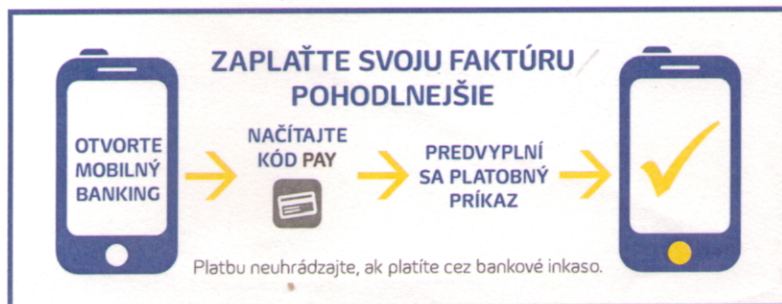 ZAPLAŤTE SVOJU FAKTÚRU
POHODLNEJŠIE
OTVORTE
MOBILNÝ
BANKING
NAČÍTAJTE
KÓD PAY
PREDVYPLNÍ
SA PLATOBNÝ
PRÍKAZ
Platbu neuhrádzajte, ak platíte cez bankové inkaso.